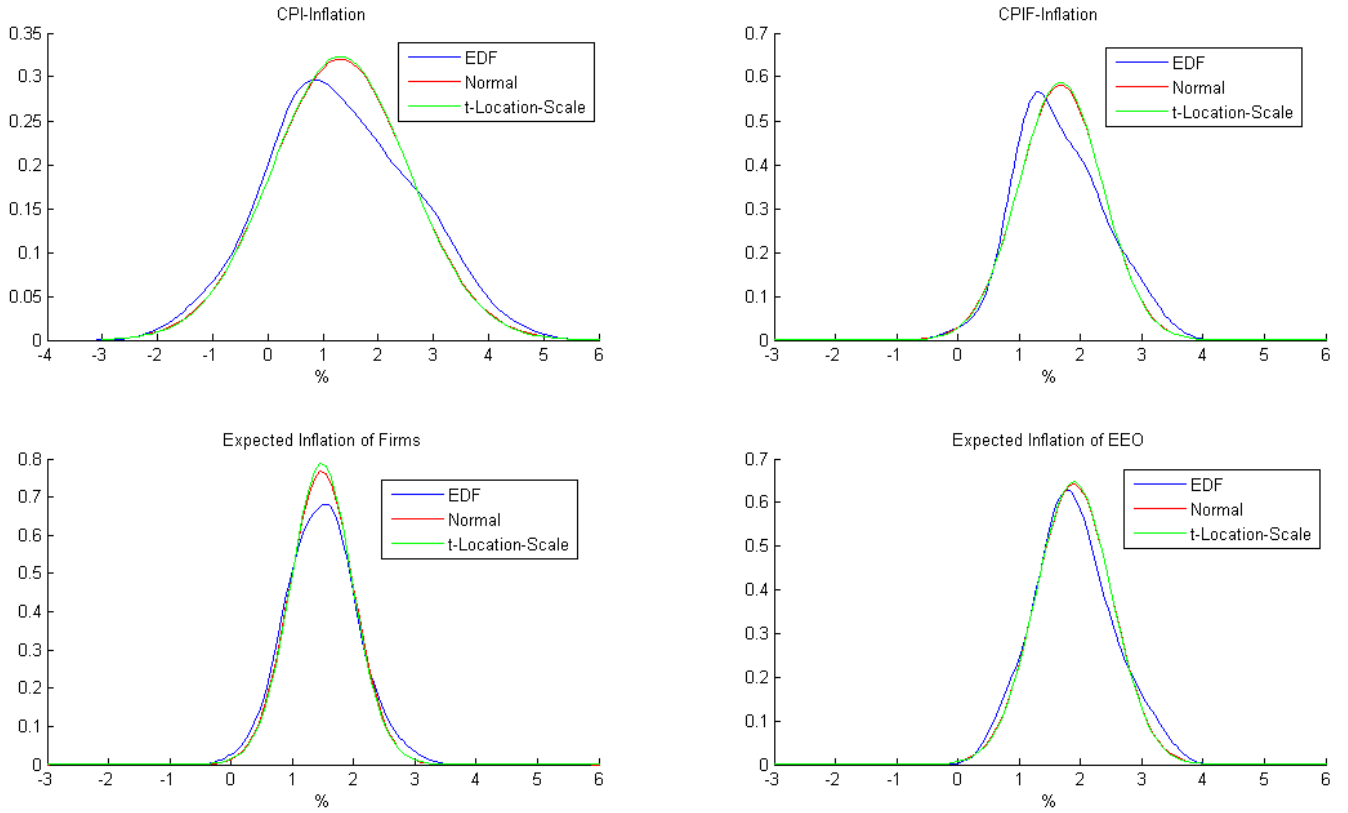 CPI-Inflation
0.35
0.3
0.25
0.2
0.15
0.1
0.05
0
-4 -3 -2 -1 0 1 2 3 4 5 6
%
EDF
Normal
t-Location-Scale
CPIF-Inflation
0.7
0.6
0.5
0.4
0.3
0.2
0.1
0
-3 -2 -1 0 1 2 3 4 5 6
%
EDF
Normal
t-Location-Scale
Expected Inflation of Firms
0.8
0.7
0.6
0.5
0.4
0.3
0.2
0.1
0
-3 -2 -1 0 1 2 3 4 5 6
%
EDF
Normal
t-Location-Scale
Expected Inflation of EEO
0.7
0.6
0.5
0.4
0.3
0.2
0.1
0
-3 -2 -1 0 1 2 3 4 5 6
%
EDF
Normal
t-Location-Scale